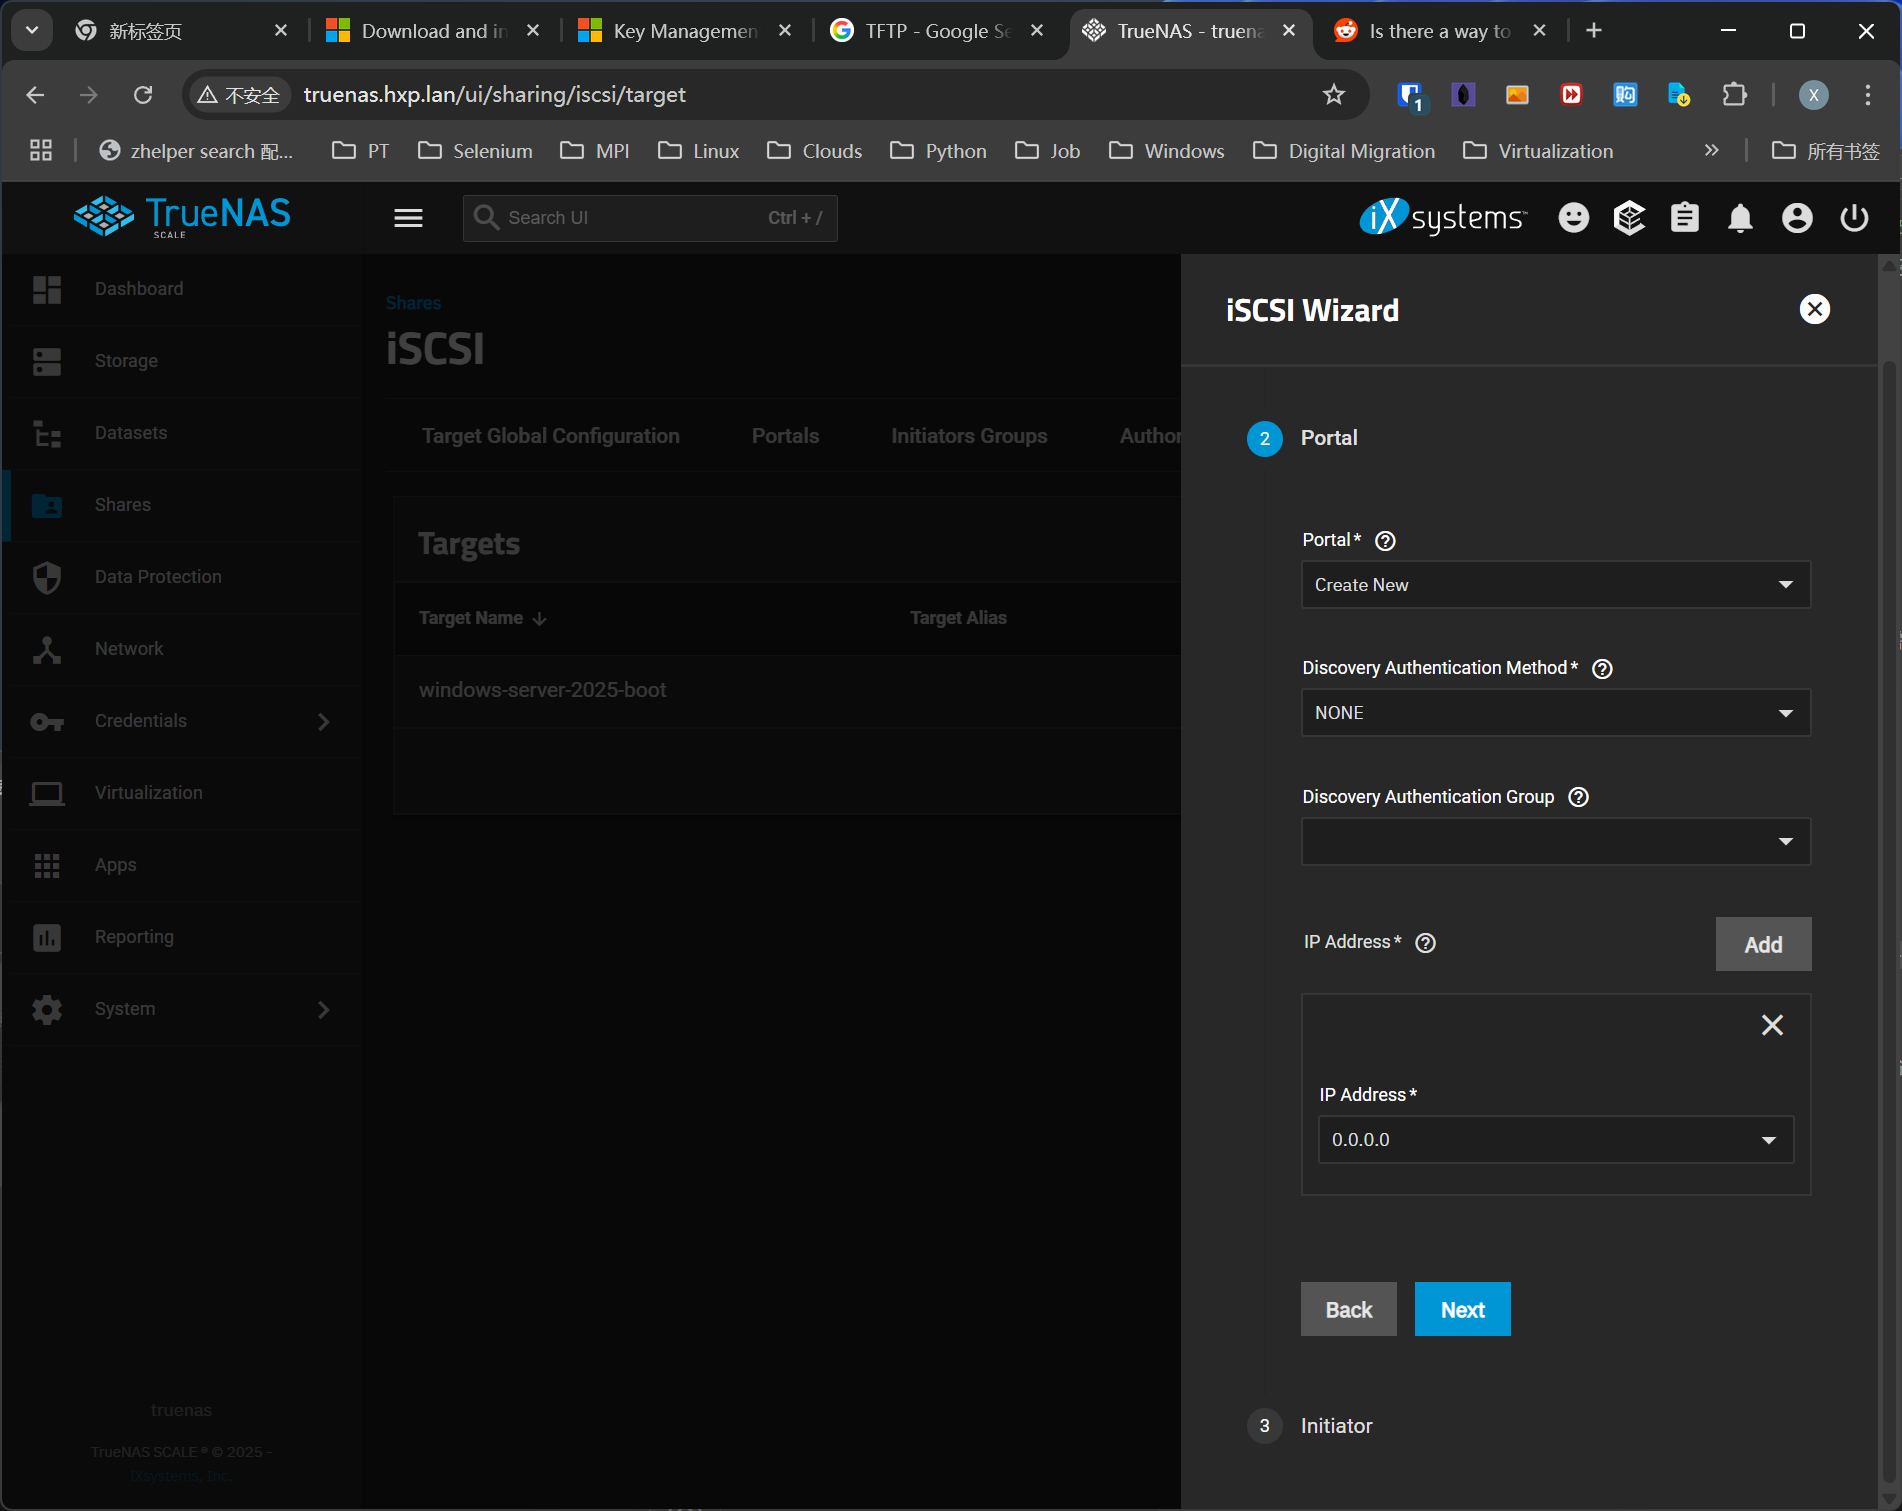 新标签页
Download and in
Key Managemen
TFTP - Google Se
TrueNAS - truena
Is there a way to
不安全
truenas.hxp.lan/ui/sharing/iscsi/target
1
购
X
zhelper search 配...
PT
Selenium
MPI
Linux
Clouds
Python
Job
Windows
Digital Migration
Virtualization
所有书签
TrueNAS
SCALE
Search UI
Ctrl + /
iX systems
Dashboard
Storage
Datasets
Shares
Data Protection
Network
Credentials
Virtualization
Apps
Reporting
System
truenas
TrueNAS SCALE ® © 2025 -
iXsystems, Inc.
Shares
iSCSI
Target Global Configuration
Portals
Initiators Groups
Author
Targets
Target Name
Target Alias
windows-server-2025-boot
iSCSI Wizard
2
Portal
Portal*
Create New
Discovery Authentication Method*
NONE
Discovery Authentication Group
IP Address*
Add
IP Address*
0.0.0.0
Back
Next
3
Initiator